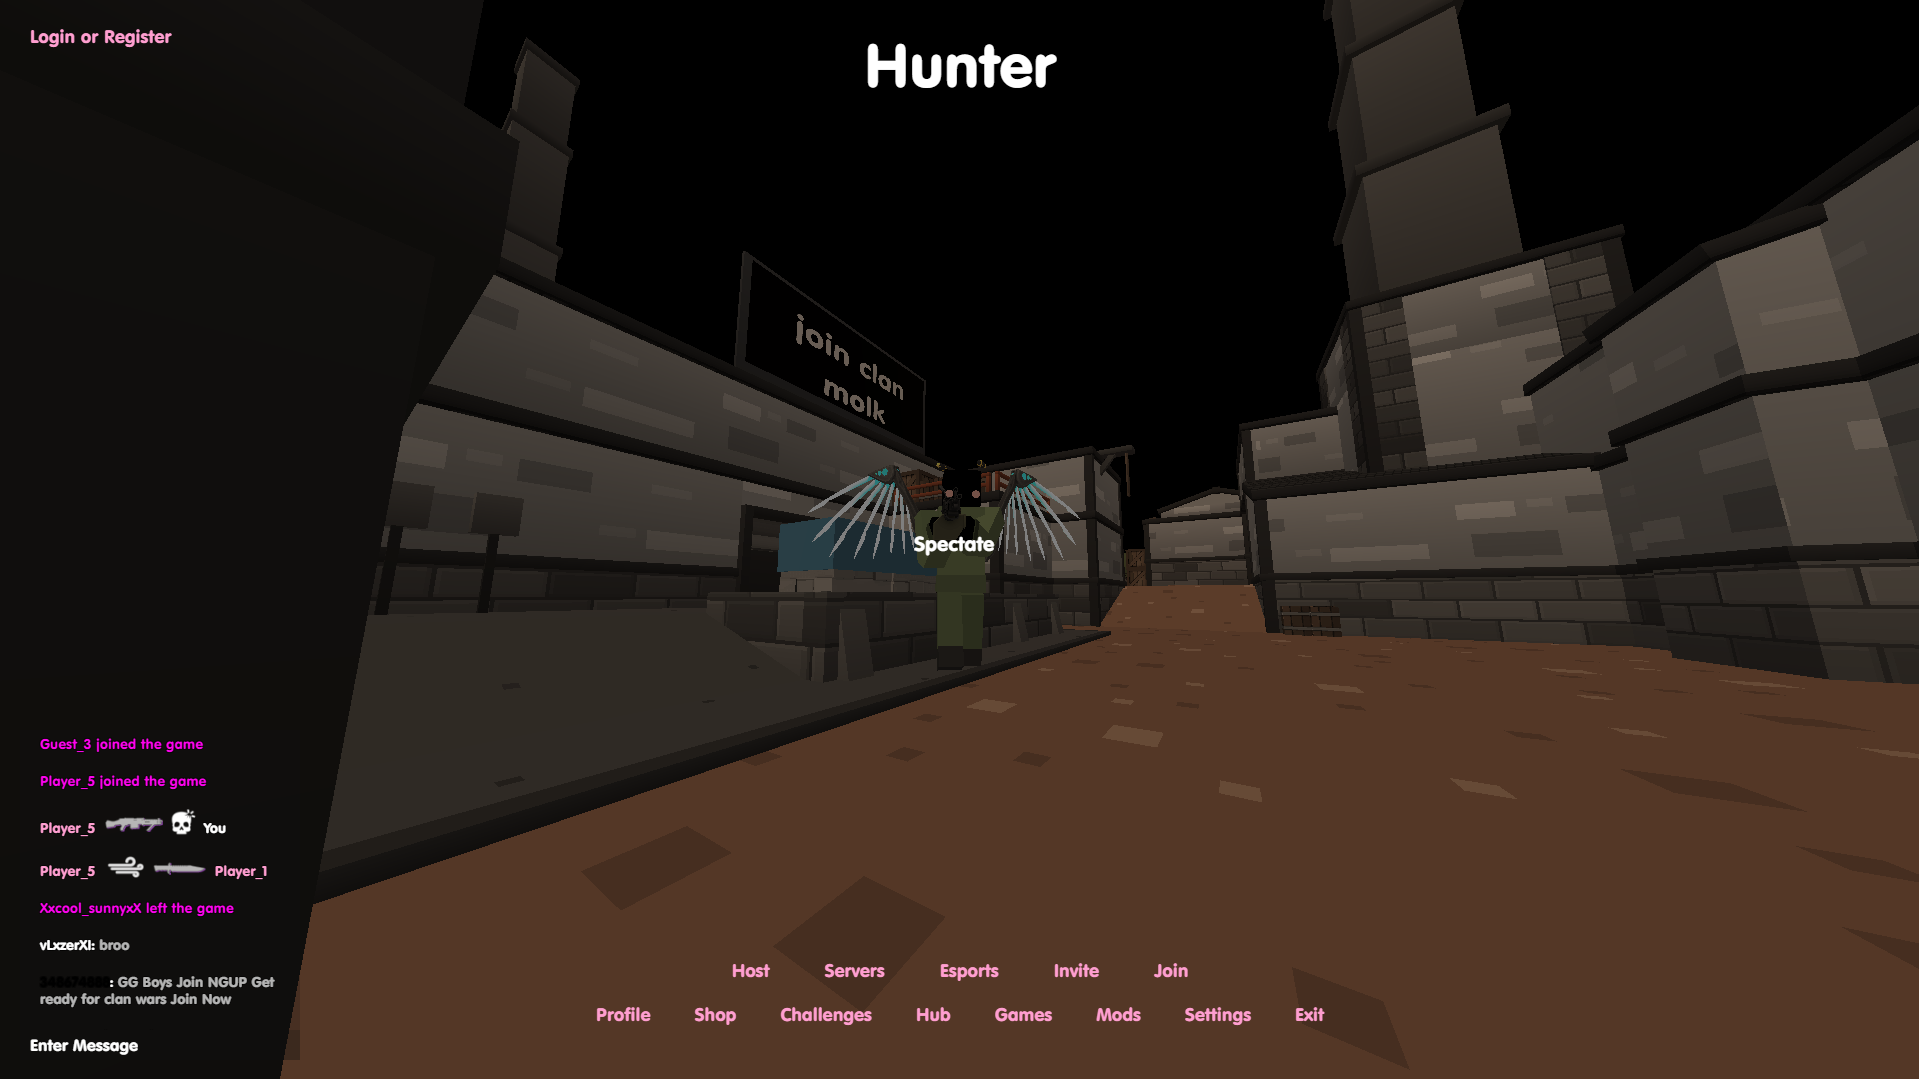 Login or Register
Hunter
join clan
molk
Spectate
Guest_3 joined the game
Player_5 joined the game
Player_5 You
Player_5 Player_1
Xxcool_sunnyxX left the game
vLxzerXl: broo
: GG Boys Join NGUP Get
ready for clan wars Join Now
Enter Message
Host Servers Esports Invite Join
Profile Shop Challenges Hub Games Mods Settings Exit